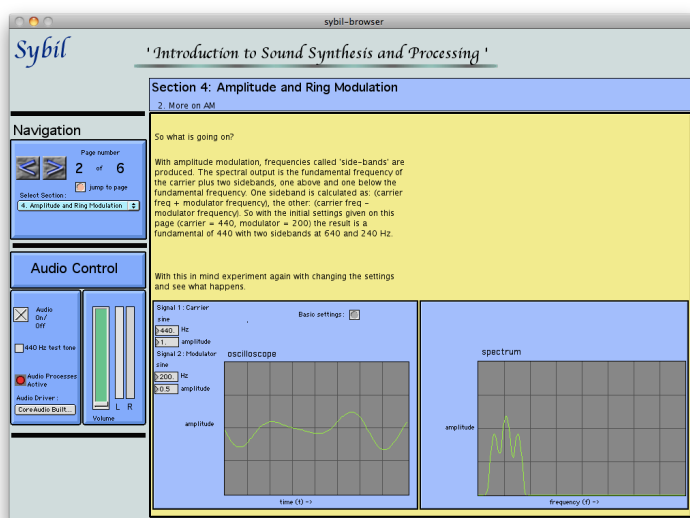 sybil-browser
Sybil
' Introduction to Sound Synthesis and Processing '
Section 4: Amplitude and Ring Modulation
2. More on AM
Navigation
Page number
2 of 6
jump to page
Select Section :
4. Amplitude and Ring Modulation
Audio Control
Audio
On/
Off
440 Hz test tone
Audio Processes
Active
Audio Driver :
CoreAudio Built...
L R
Volume
So what is going on?
With amplitude modulation, frequencies called 'side-bands' are
produced. The spectral output is the fundamental frequency of
the carrier plus two sidebands, one above and one below the
fundamental frequency. One sideband is calculated as: (carrier
freq + modulator frequency), the other: (carrier freq -
modulator frequency). So with the initial settings given on this
page (carrier = 440, modulator = 200) the result is a
fundamental of 440 with two sidebands at 640 and 240 Hz.
With this in mind experiment again with changing the settings
and see what happens.
Signal 1 : Carrier
sine
Basic settings :
440. Hz
1. amplitude
Signal 2 : Modulator
sine
200. Hz
0.5 amplitude
oscilloscope
amplitude
time (t) ->
spectrum
amplitude
frequency (f) ->